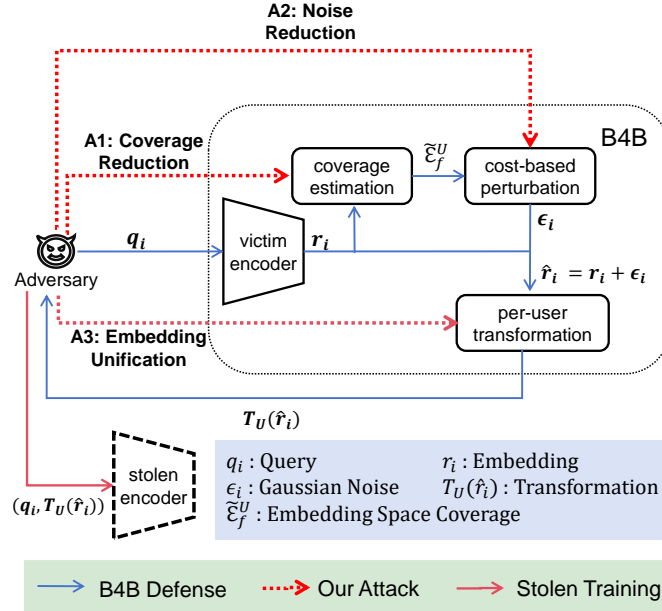 A2: Noise
Reduction
A1: Coverage
Reduction
B4B
coverage
estimation
ℰ̃_f^U
cost-based
perturbation
ϵ_i
q_i
victim
encoder
r_i
r̂_i = r_i + ϵ_i
Adversary
A3: Embedding
Unification
per-user
transformation
T_U(r̂_i)
stolen
encoder
(q_i, T_U(r̂_i))
q_i : Query
r_i : Embedding
ϵ_i : Gaussian Noise
T_U(r̂_i) : Transformation
ℰ̃_f^U : Embedding Space Coverage
B4B Defense
Our Attack
Stolen Training